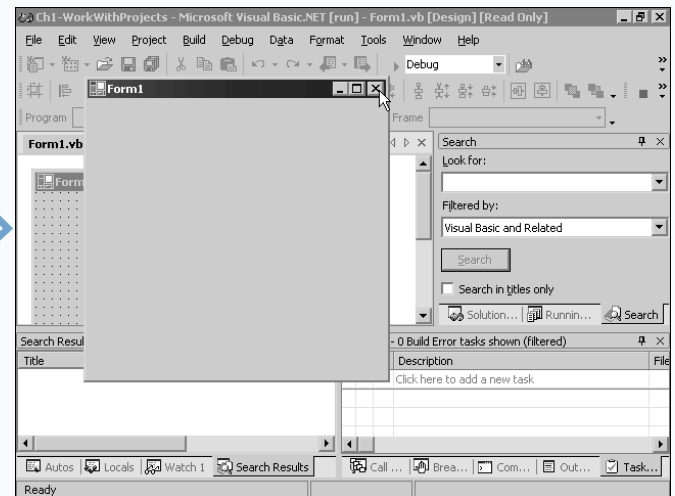 Ch1-WorkWithProjects - Microsoft Visual Basic.NET [run] - Form1.vb [Design] [Read Only]
File Edit View Project Build Debug Data Format Tools Window Help
Debug
Form1
Program
Frame
Form1.vb
Search
Look for:
Form
Filtered by:
Visual Basic and Related
Search
Search in titles only
Solution... Runnin... Search
Search Resul
- 0 Build Error tasks shown (filtered)
Title
Description
File
Click here to add a new task
Autos Locals Watch 1 Search Results
Call ... Brea... Com... Out... Task...
Ready